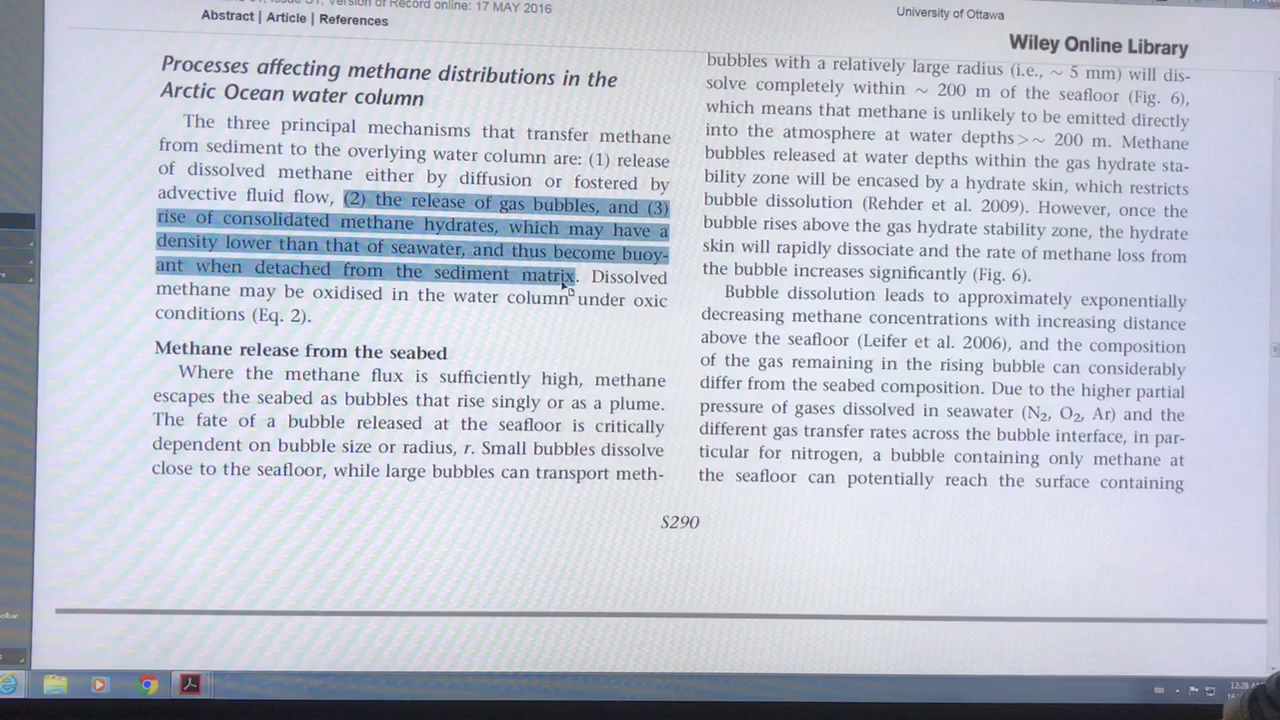 Version of Record online: 17 MAY 2016
Abstract | Article | References
University of Ottawa
Wiley Online Library
Processes affecting methane distributions in the
Arctic Ocean water column
The three principal mechanisms that transfer methane
from sediment to the overlying water column are: (1) release
of dissolved methane either by diffusion or fostered by
advective fluid flow, (2) the release of gas bubbles, and (3)
rise of consolidated methane hydrates, which may have a
density lower than that of seawater, and thus become buoy-
ant when detached from the sediment matrix. Dissolved
methane may be oxidised in the water column under oxic
conditions (Eq. 2).
Methane release from the seabed
Where the methane flux is sufficiently high, methane
escapes the seabed as bubbles that rise singly or as a plume.
The fate of a bubble released at the seafloor is critically
dependent on bubble size or radius, r. Small bubbles dissolve
close to the seafloor, while large bubbles can transport meth-
bubbles with a relatively large radius (i.e., ~ 5 mm) will dis-
solve completely within ~ 200 m of the seafloor (Fig. 6),
which means that methane is unlikely to be emitted directly
into the atmosphere at water depths>~ 200 m. Methane
bubbles released at water depths within the gas hydrate sta-
bility zone will be encased by a hydrate skin, which restricts
bubble dissolution (Rehder et al. 2009). However, once the
bubble rises above the gas hydrate stability zone, the hydrate
skin will rapidly dissociate and the rate of methane loss from
the bubble increases significantly (Fig. 6).
Bubble dissolution leads to approximately exponentially
decreasing methane concentrations with increasing distance
above the seafloor (Leifer et al. 2006), and the composition
of the gas remaining in the rising bubble can considerably
differ from the seabed composition. Due to the higher partial
pressure of gases dissolved in seawater (N2, O2, Ar) and the
different gas transfer rates across the bubble interface, in par-
ticular for nitrogen, a bubble containing only methane at
the seafloor can potentially reach the surface containing
S290
12:28